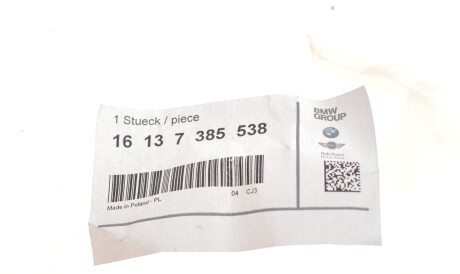 1 Stueck / piece
16 13 7 385 538
04 CJ3
Made in Poland - PL
BMW
GROUP